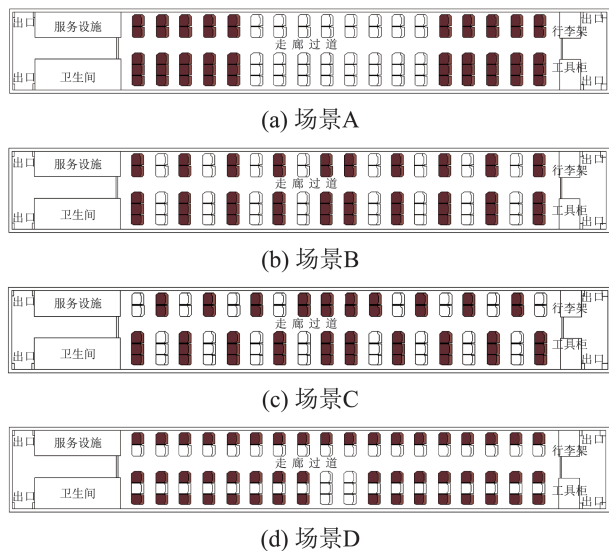 出口 服务设施 行李架 出口
走廊过道
出口 卫生间 工具柜 出口
(a) 场景A
出口 服务设施 行李架 出口
走廊过道
出口 卫生间 工具柜 出口
(b) 场景B
出口 服务设施 行李架 出口
走廊过道
出口 卫生间 工具柜 出口
(c) 场景C
出口 服务设施 行李架 出口
走廊过道
出口 卫生间 工具柜 出口
(d) 场景D